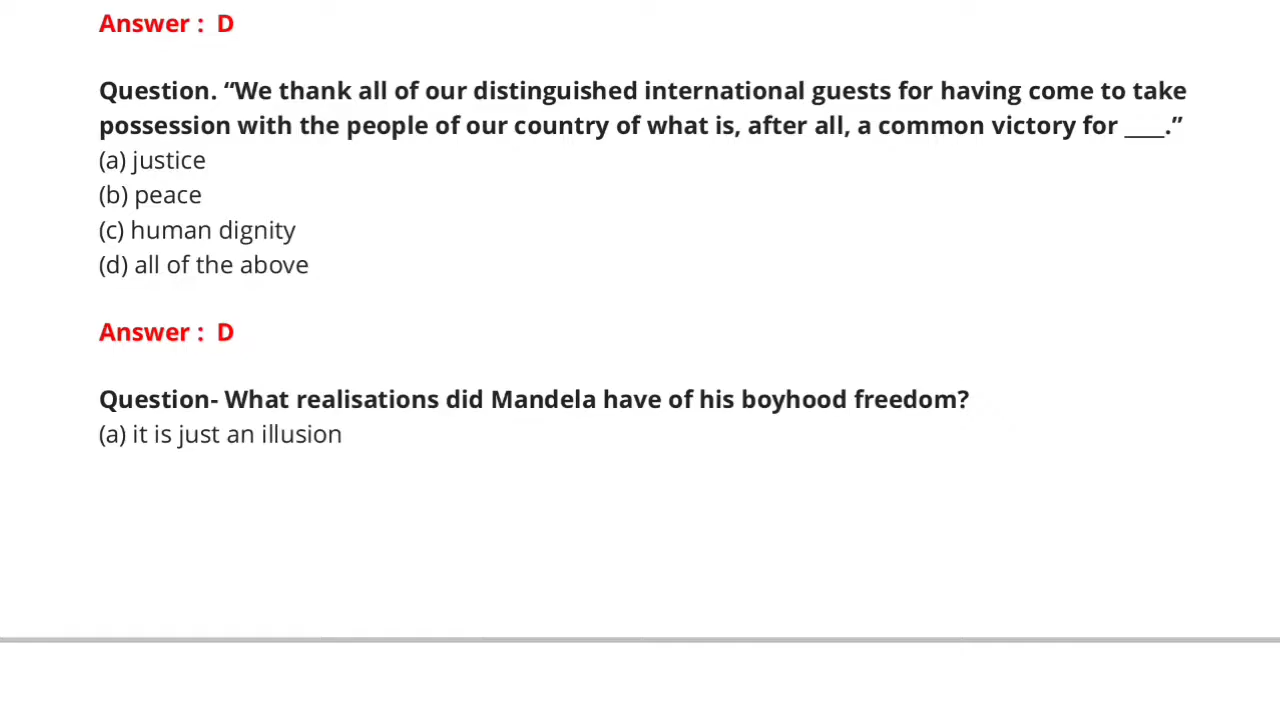 Answer : D
Question. “We thank all of our distinguished international guests for having come to take
possession with the people of our country of what is, after all, a common victory for ____.”
(a) justice
(b) peace
(c) human dignity
(d) all of the above
Answer : D
Question- What realisations did Mandela have of his boyhood freedom?
(a) it is just an illusion